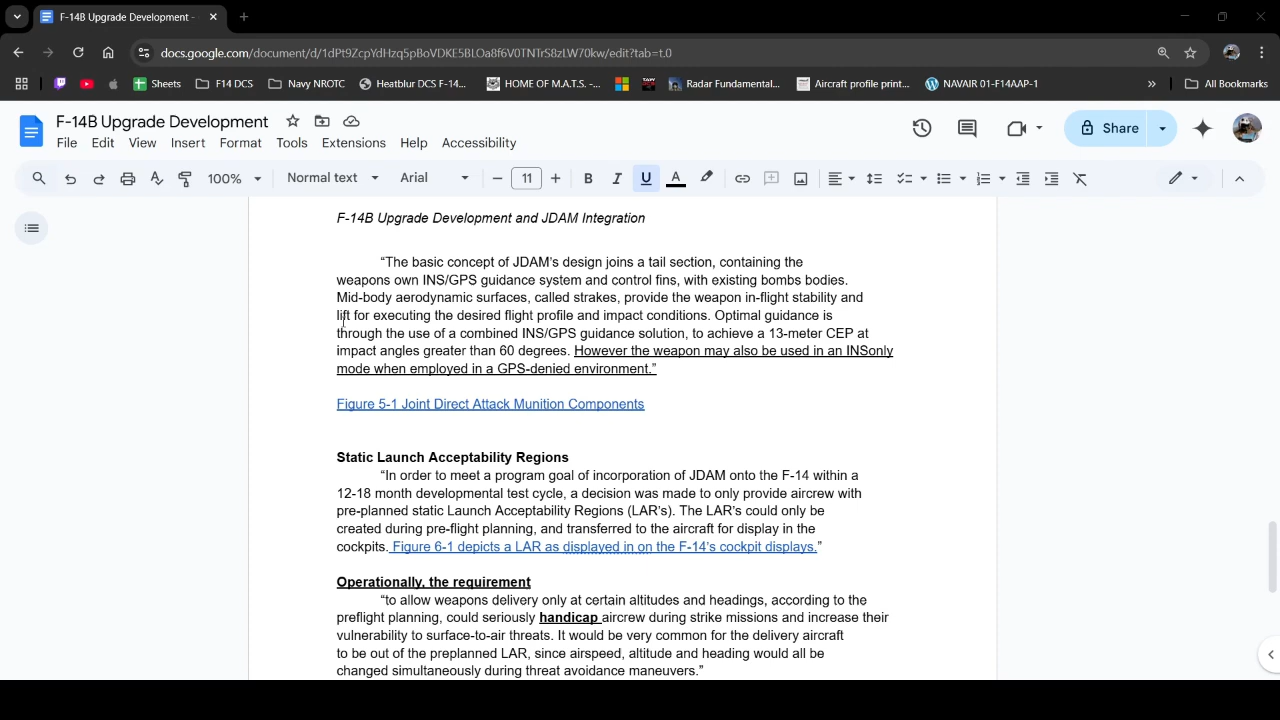 F-14B Upgrade Development -
docs.google.com/document/d/1dPt9ZcpYdHzq5pBoVDKE5BLOa8f6V0TNTrS8zLW70kw/edit?tab=t.0
Sheets
F14 DCS
Navy NROTC
Heatblur DCS F-14...
HOME OF M.A.T.S. -...
Radar Fundamental...
Aircraft profile print...
NAVAIR 01-F14AAP-1
»
All Bookmarks
F-14B Upgrade Development
Share
File Edit View Insert Format Tools Extensions Help Accessibility
100% Normal text Arial 11 B I U A
F-14B Upgrade Development and JDAM Integration
“The basic concept of JDAM’s design joins a tail section, containing the
weapons own INS/GPS guidance system and control fins, with existing bombs bodies.
Mid-body aerodynamic surfaces, called strakes, provide the weapon in-flight stability and
lift for executing the desired flight profile and impact conditions. Optimal guidance is
through the use of a combined INS/GPS guidance solution, to achieve a 13-meter CEP at
impact angles greater than 60 degrees. However the weapon may also be used in an INSonly
mode when employed in a GPS-denied environment.”
Figure 5-1 Joint Direct Attack Munition Components
Static Launch Acceptability Regions
“In order to meet a program goal of incorporation of JDAM onto the F-14 within a
12-18 month developmental test cycle, a decision was made to only provide aircrew with
pre-planned static Launch Acceptability Regions (LAR’s). The LAR’s could only be
created during pre-flight planning, and transferred to the aircraft for display in the
cockpits. Figure 6-1 depicts a LAR as displayed in on the F-14’s cockpit displays.”
Operationally, the requirement
“to allow weapons delivery only at certain altitudes and headings, according to the
preflight planning, could seriously handicap aircrew during strike missions and increase their
vulnerability to surface-to-air threats. It would be very common for the delivery aircraft
to be out of the preplanned LAR, since airspeed, altitude and heading would all be
changed simultaneously during threat avoidance maneuvers.”